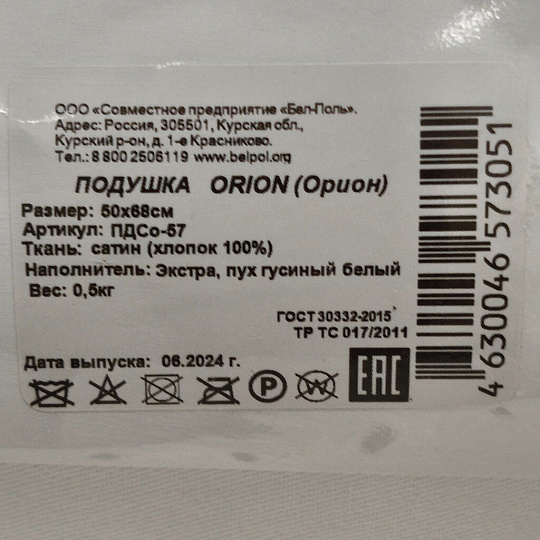 ООО «Совместное предприятие «Бел-Поль».
Адрес: Россия, 305501, Курская обл.,
Курский р-он, д. 1-е Красниково.
Тел.: 8 800 2506119 www.belpol.org
ПОДУШКА ORION (Орион)
Размер: 50х68см
Артикул: ПДСо-57
Ткань: сатин (хлопок 100%)
Наполнитель: Экстра, пух гусиный белый
Вес: 0,5кг
ГОСТ 30332-2015
ТР ТС 017/2011
Дата выпуска: 06.2024 г.
P W EAC
4 630046 573051